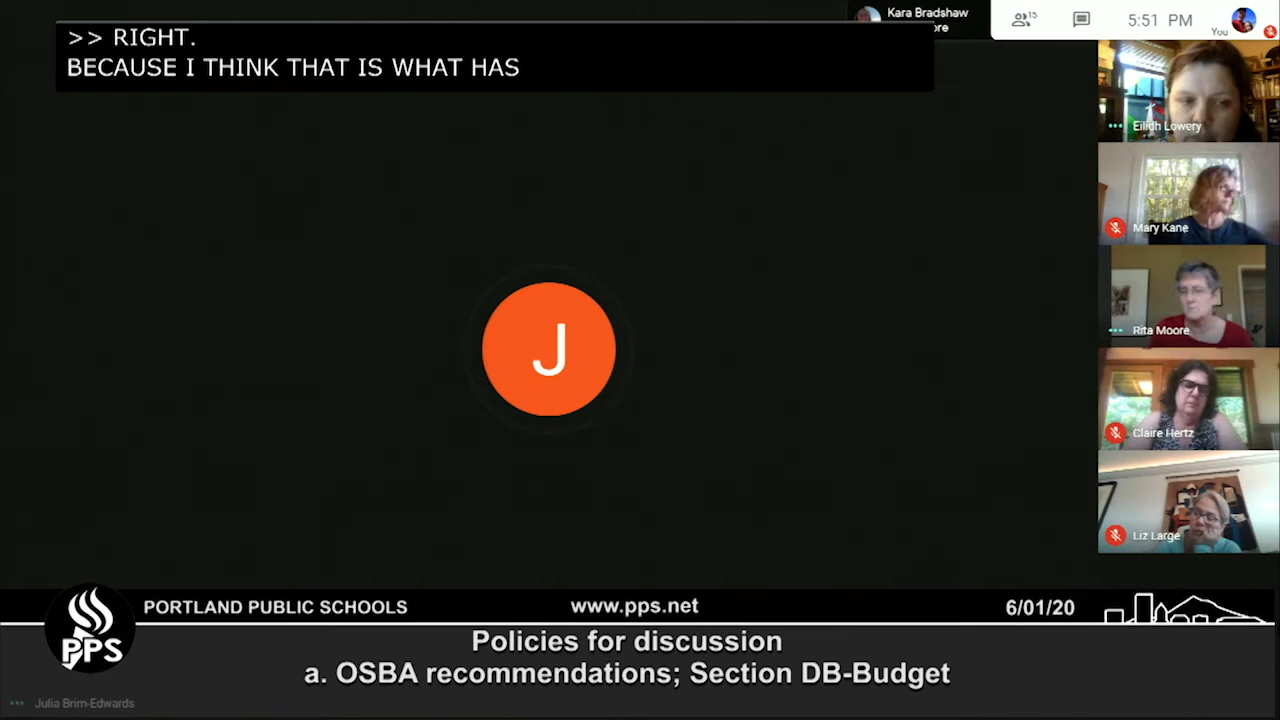 >> RIGHT.
BECAUSE I THINK THAT IS WHAT HAS
Kara Bradshaw
ore
15
5:51 PM
You
Eilidh Lowery
Mary Kane
Rita Moore
Claire Hertz
Liz Large
J
PPS
PORTLAND PUBLIC SCHOOLS
www.pps.net
6/01/20
Policies for discussion
a. OSBA recommendations; Section DB-Budget
Julia Brim-Edwards